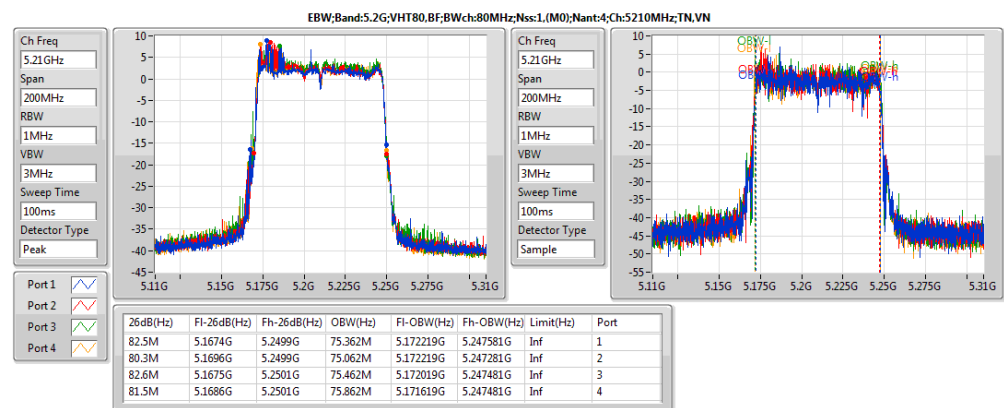 EBW;Band:5.2G;VHT80,BF;BWch:80MHz;Nss:1,(M0);Nant:4;Ch:5210MHz;TN,VN
Ch Freq
5.21GHz
Span
200MHz
RBW
1MHz
VBW
3MHz
Sweep Time
100ms
Detector Type
Peak
10
5
0
-5
-10
-15
-20
-25
-30
-35
-40
-45
5.11G 5.15G 5.175G 5.2G 5.225G 5.25G 5.31G
Ch Freq
5.21GHz
Span
200MHz
RBW
1MHz
VBW
3MHz
Sweep Time
100ms
Detector Type
Sample
10
5
0
-5
-10
-15
-20
-25
-30
-35
-40
-45
-50
-55
OBW-l
5.11G 5.15G 5.175G 5.2G 5.225G 5.25G 5.31G
Port 1
Port 2
Port 3
Port 4
26dB(Hz) Fl-26dB(Hz) Fh-26dB(Hz) OBW(Hz) Fl-OBW(Hz) Fh-OBW(Hz) Limit(Hz) Port
82.5M 5.1674G 5.2499G 75.362M 5.172219G 5.247581G Inf 1
80.3M 5.1696G 5.2499G 75.062M 5.172219G 5.247281G Inf 2
82.6M 5.1675G 5.2501G 75.462M 5.172019G 5.247481G Inf 3
81.5M 5.1686G 5.2501G 75.862M 5.171619G 5.247481G Inf 4